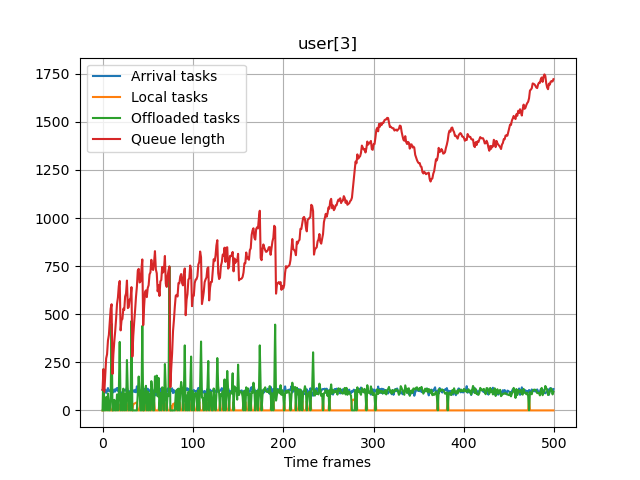 user[3]
Arrival tasks
Local tasks
Offloaded tasks
Queue length
1750
1500
1250
1000
750
500
250
0
0 100 200 300 400 500
Time frames